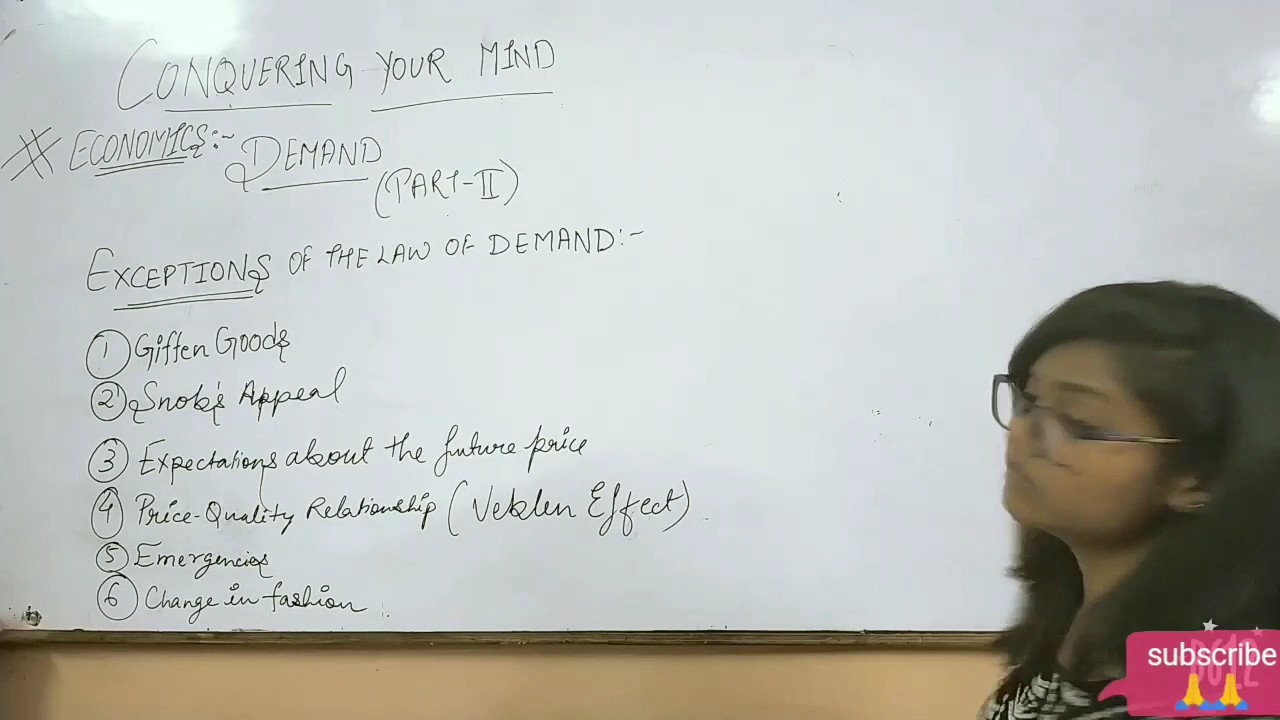 CONQUERING YOUR MIND
# ECONOMICS:- DEMAND
(PART-II)
EXCEPTIONS OF THE LAW OF DEMAND:-
1 Giffen Goods
2 Snob's Appeal
3 Expectations about the future price
4 Price-Quality Relationship (Veblen Effect)
5 Emergencies
6 Change in fashion
subscribe